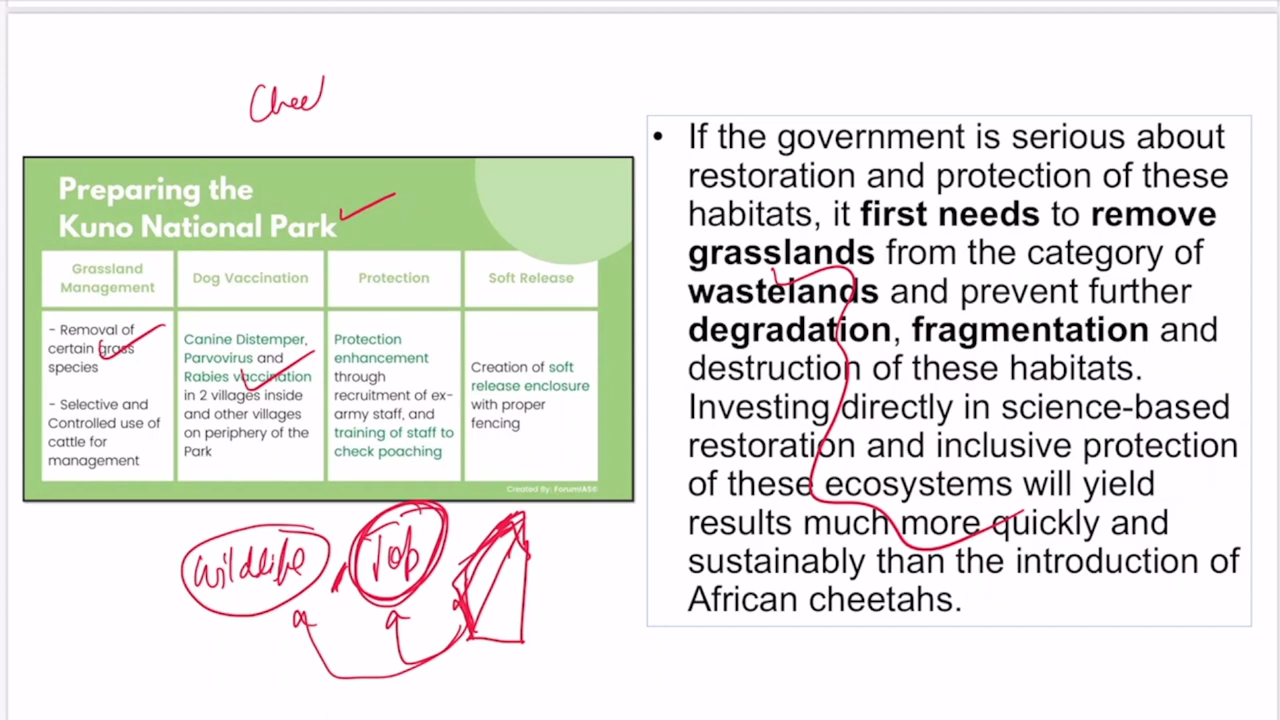 Chee
Preparing the
Kuno National Park
Grassland
Management
Dog Vaccination
Protection
Soft Release
- Removal of
certain grass
species
- Selective and
Controlled use of
cattle for
management
Canine Distemper,
Parvovirus and
Rabies vaccination
in 2 villages inside
and other villages
on periphery of the
Park
Protection
enhancement
through
recruitment of ex-
army staff, and
training of staff to
check poaching
Creation of soft
release enclosure
with proper
fencing
Created By: ForumIAS©
wildlife
Top
• If the government is serious about
restoration and protection of these
habitats, it first needs to remove
grasslands from the category of
wastelands and prevent further
degradation, fragmentation and
destruction of these habitats.
Investing directly in science-based
restoration and inclusive protection
of these ecosystems will yield
results much more quickly and
sustainably than the introduction of
African cheetahs.